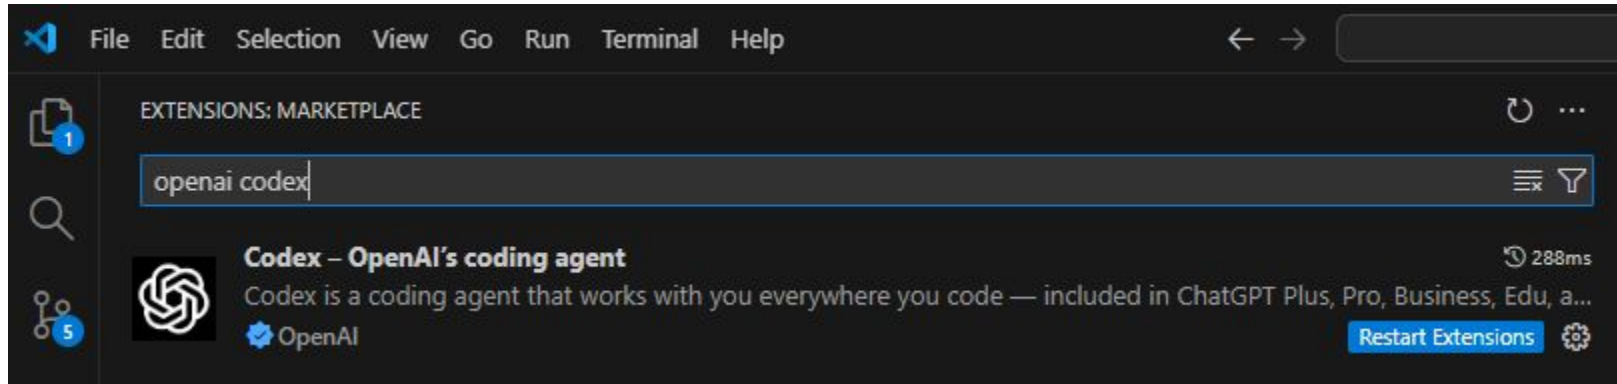 File Edit Selection View Go Run Terminal Help
EXTENSIONS: MARKETPLACE
1
openai codex
Codex – OpenAI’s coding agent 288ms
Codex is a coding agent that works with you everywhere you code — included in ChatGPT Plus, Pro, Business, Edu, a...
OpenAI Restart Extensions
5